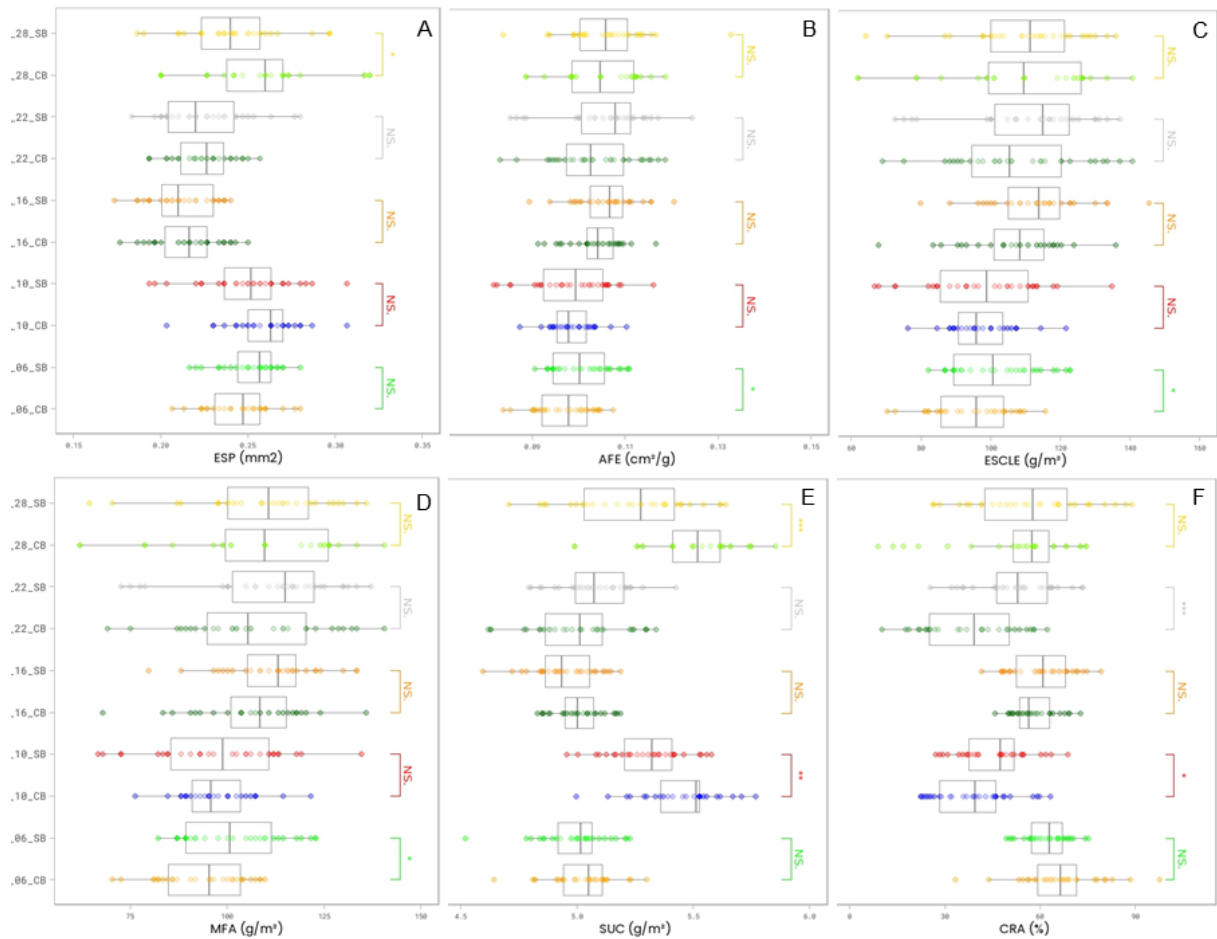 A
B
C
_28_SB
_28_CB
_22_SB
_22_CB
_16_SB
_16_CB
_10_SB
_10_CB
_06_SB
_06_CB
*
NS.
NS.
NS.
NS.
NS.
NS.
NS.
NS.
*
NS.
NS.
NS.
NS.
*
0.15 0.20 0.25 0.30 0.35
ESP (mm2)
0.09 0.11 0.13 0.15
AFE (cm²/g)
60 80 100 120 140 160
ESCLE (g/m²)
D
E
F
_28_SB
_28_CB
_22_SB
_22_CB
_16_SB
_16_CB
_10_SB
_10_CB
_06_SB
_06_CB
NS.
NS.
NS.
NS.
*
***
NS.
NS.
**
NS.
NS.
***
NS.
*
NS.
75 100 125 150
MFA (g/m²)
4.5 5.0 5.5 6.0
SUC (g/m²)
0 30 60 90
CRA (%)